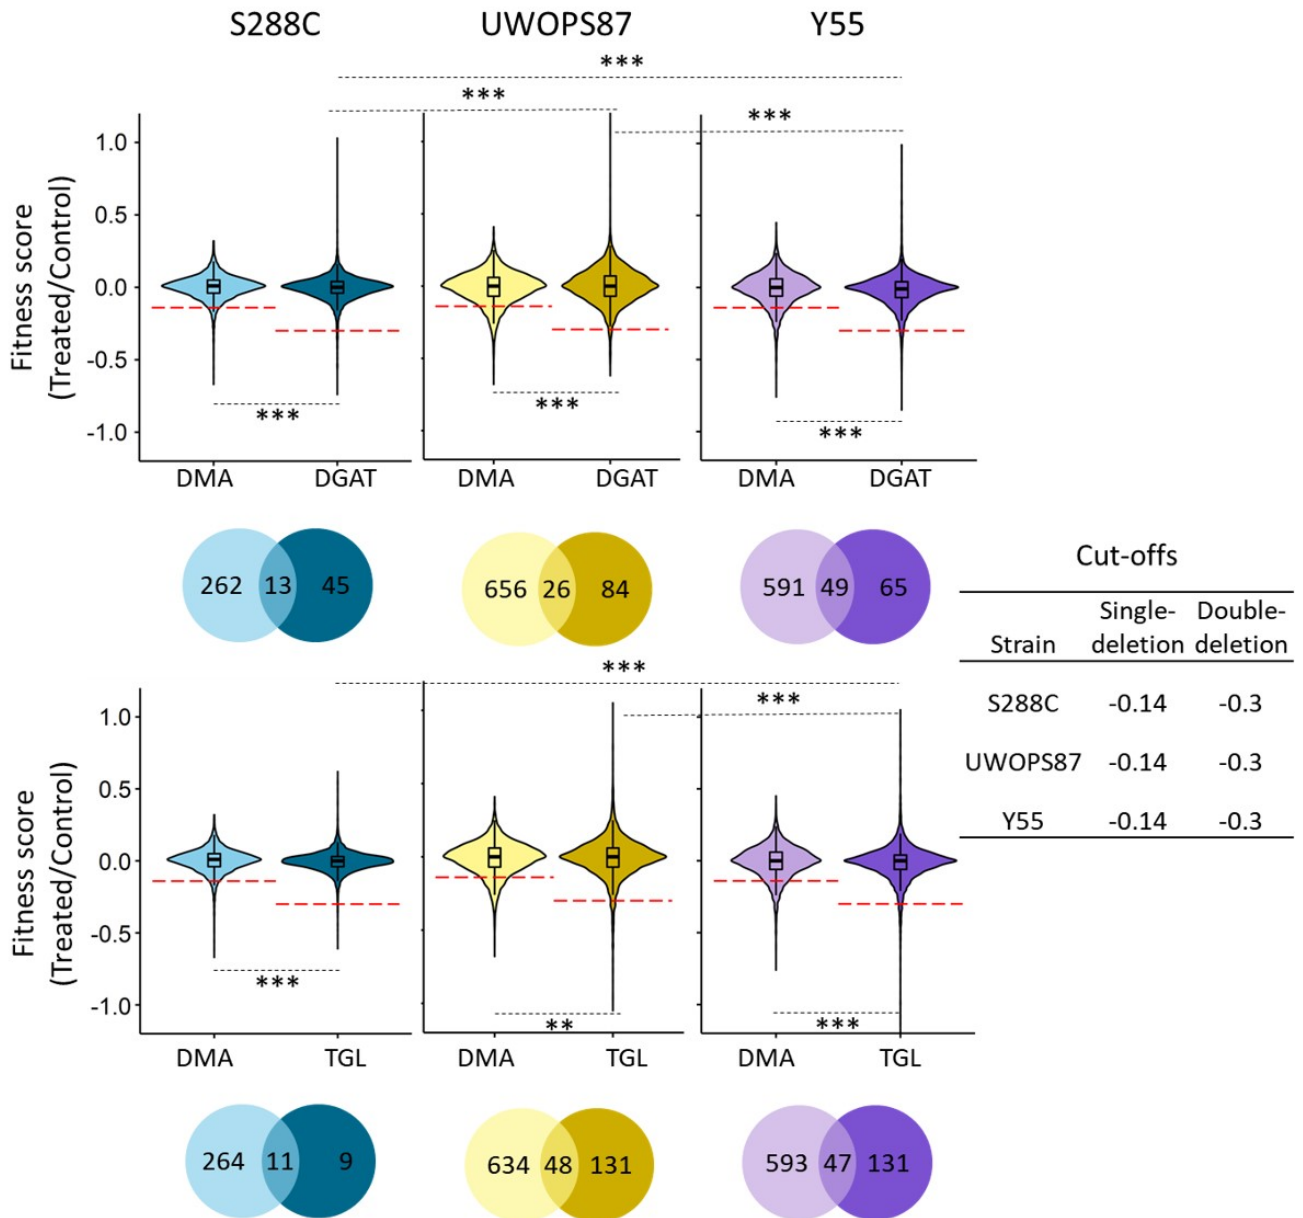 S288C UWOPS87 Y55
***
***
***
Fitness score
(Treated/Control)
1.0
0.5
0.0
-0.5
-1.0
***
***
***
DMA DGAT DMA DGAT DMA DGAT
262 13 45 656 26 84 591 49 65
Cut-offs
Strain Single-deletion Double-deletion
S288C -0.14 -0.3
UWOPS87 -0.14 -0.3
Y55 -0.14 -0.3
***
***
Fitness score
(Treated/Control)
1.0
0.5
0.0
-0.5
-1.0
***
**
***
DMA TGL DMA TGL DMA TGL
264 11 9 634 48 131 593 47 131